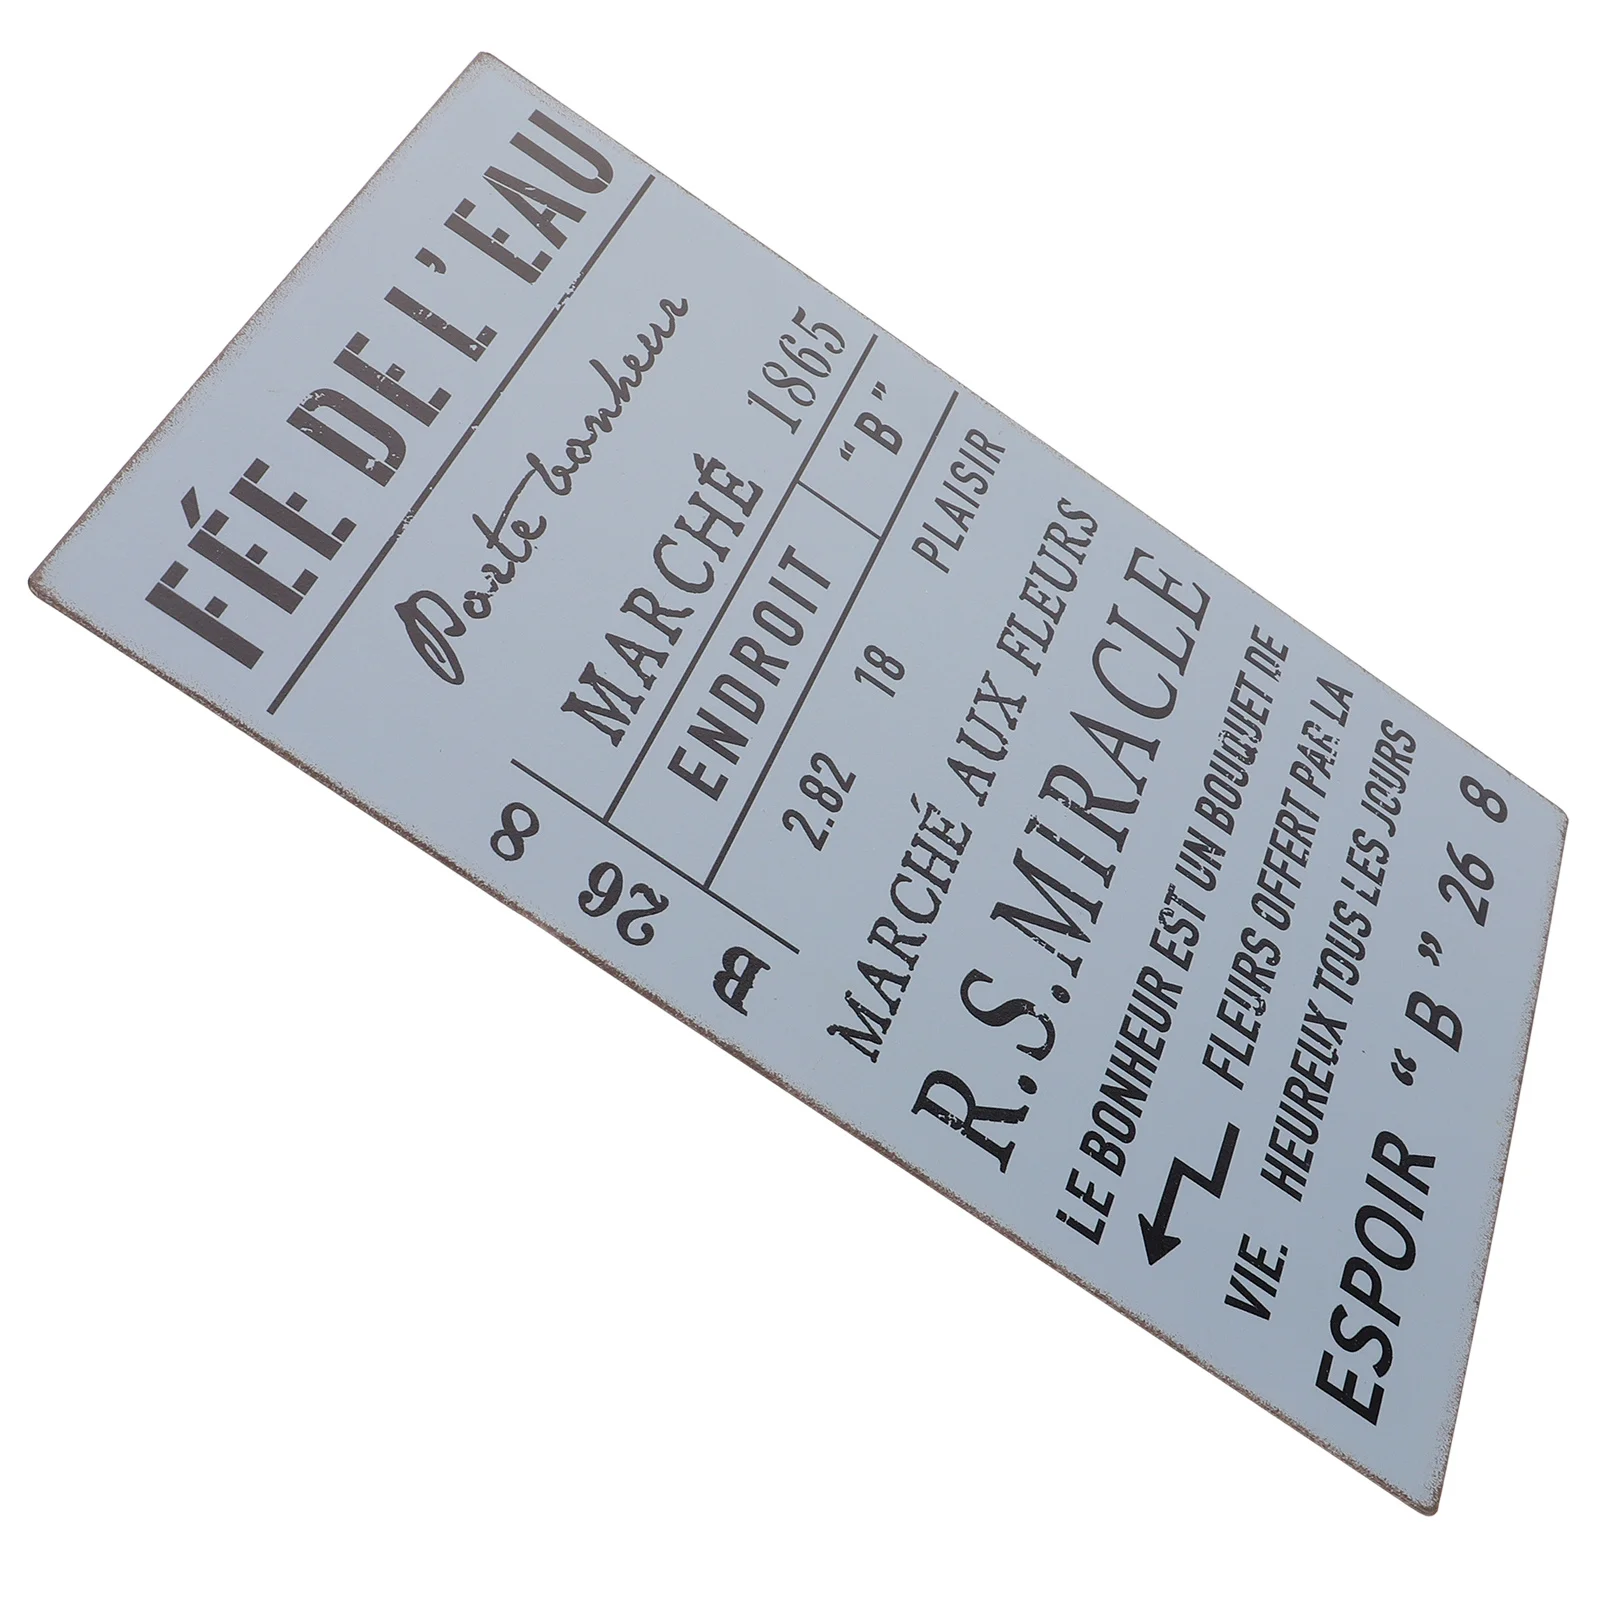 FÉE DE L'EAU
Porte bonheur
MARCHÉ 1865
8 26 B
ENDROIT "B"
2.82 18 PLAISIR
MARCHÉ AUX FLEURS
R.S.MIRACLE
LE BONHEUR EST UN BOUQUET DE
FLEURS OFFERT PAR LA
VIE. HEUREUX TOUS LES JOURS
ESPOIR "B" 26 8